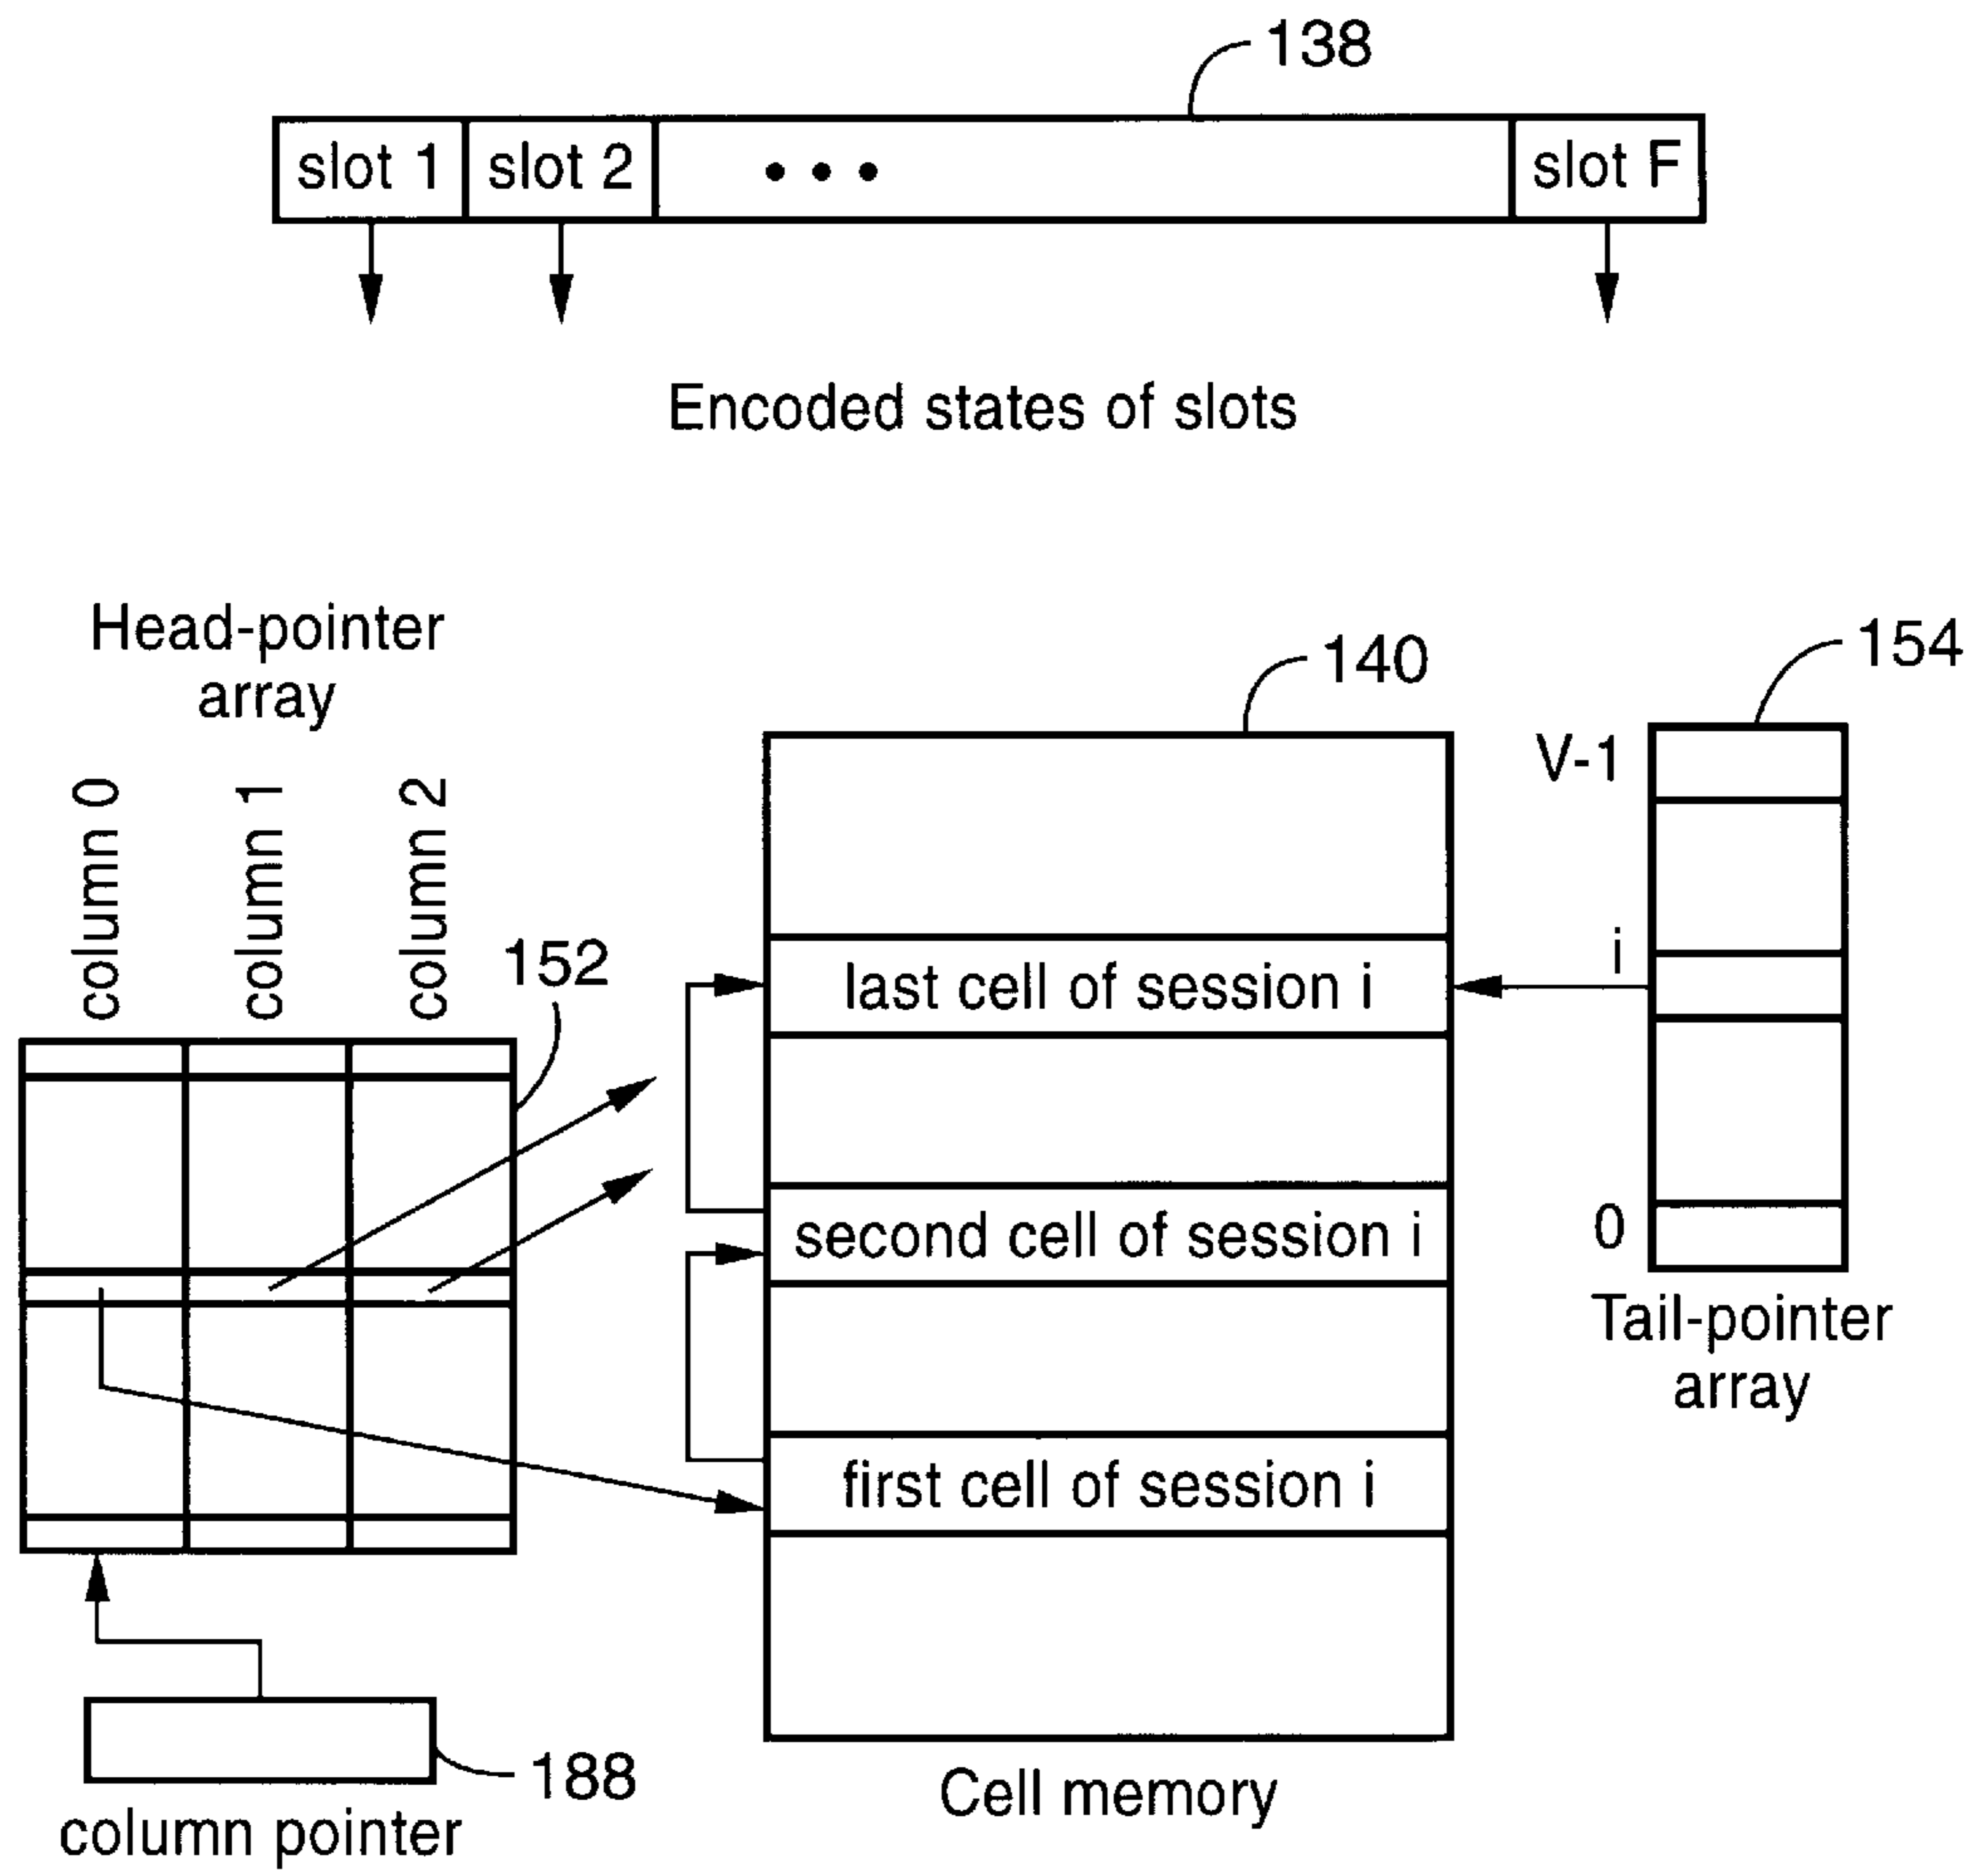 138
slot 1 slot 2 ••• slot F
Encoded states of slots
Head-pointer
array
column 0
column 1
column 2
152
140
154
V-1
i
0
last cell of session i
second cell of session i
first cell of session i
Tail-pointer
array
188
column pointer
Cell memory